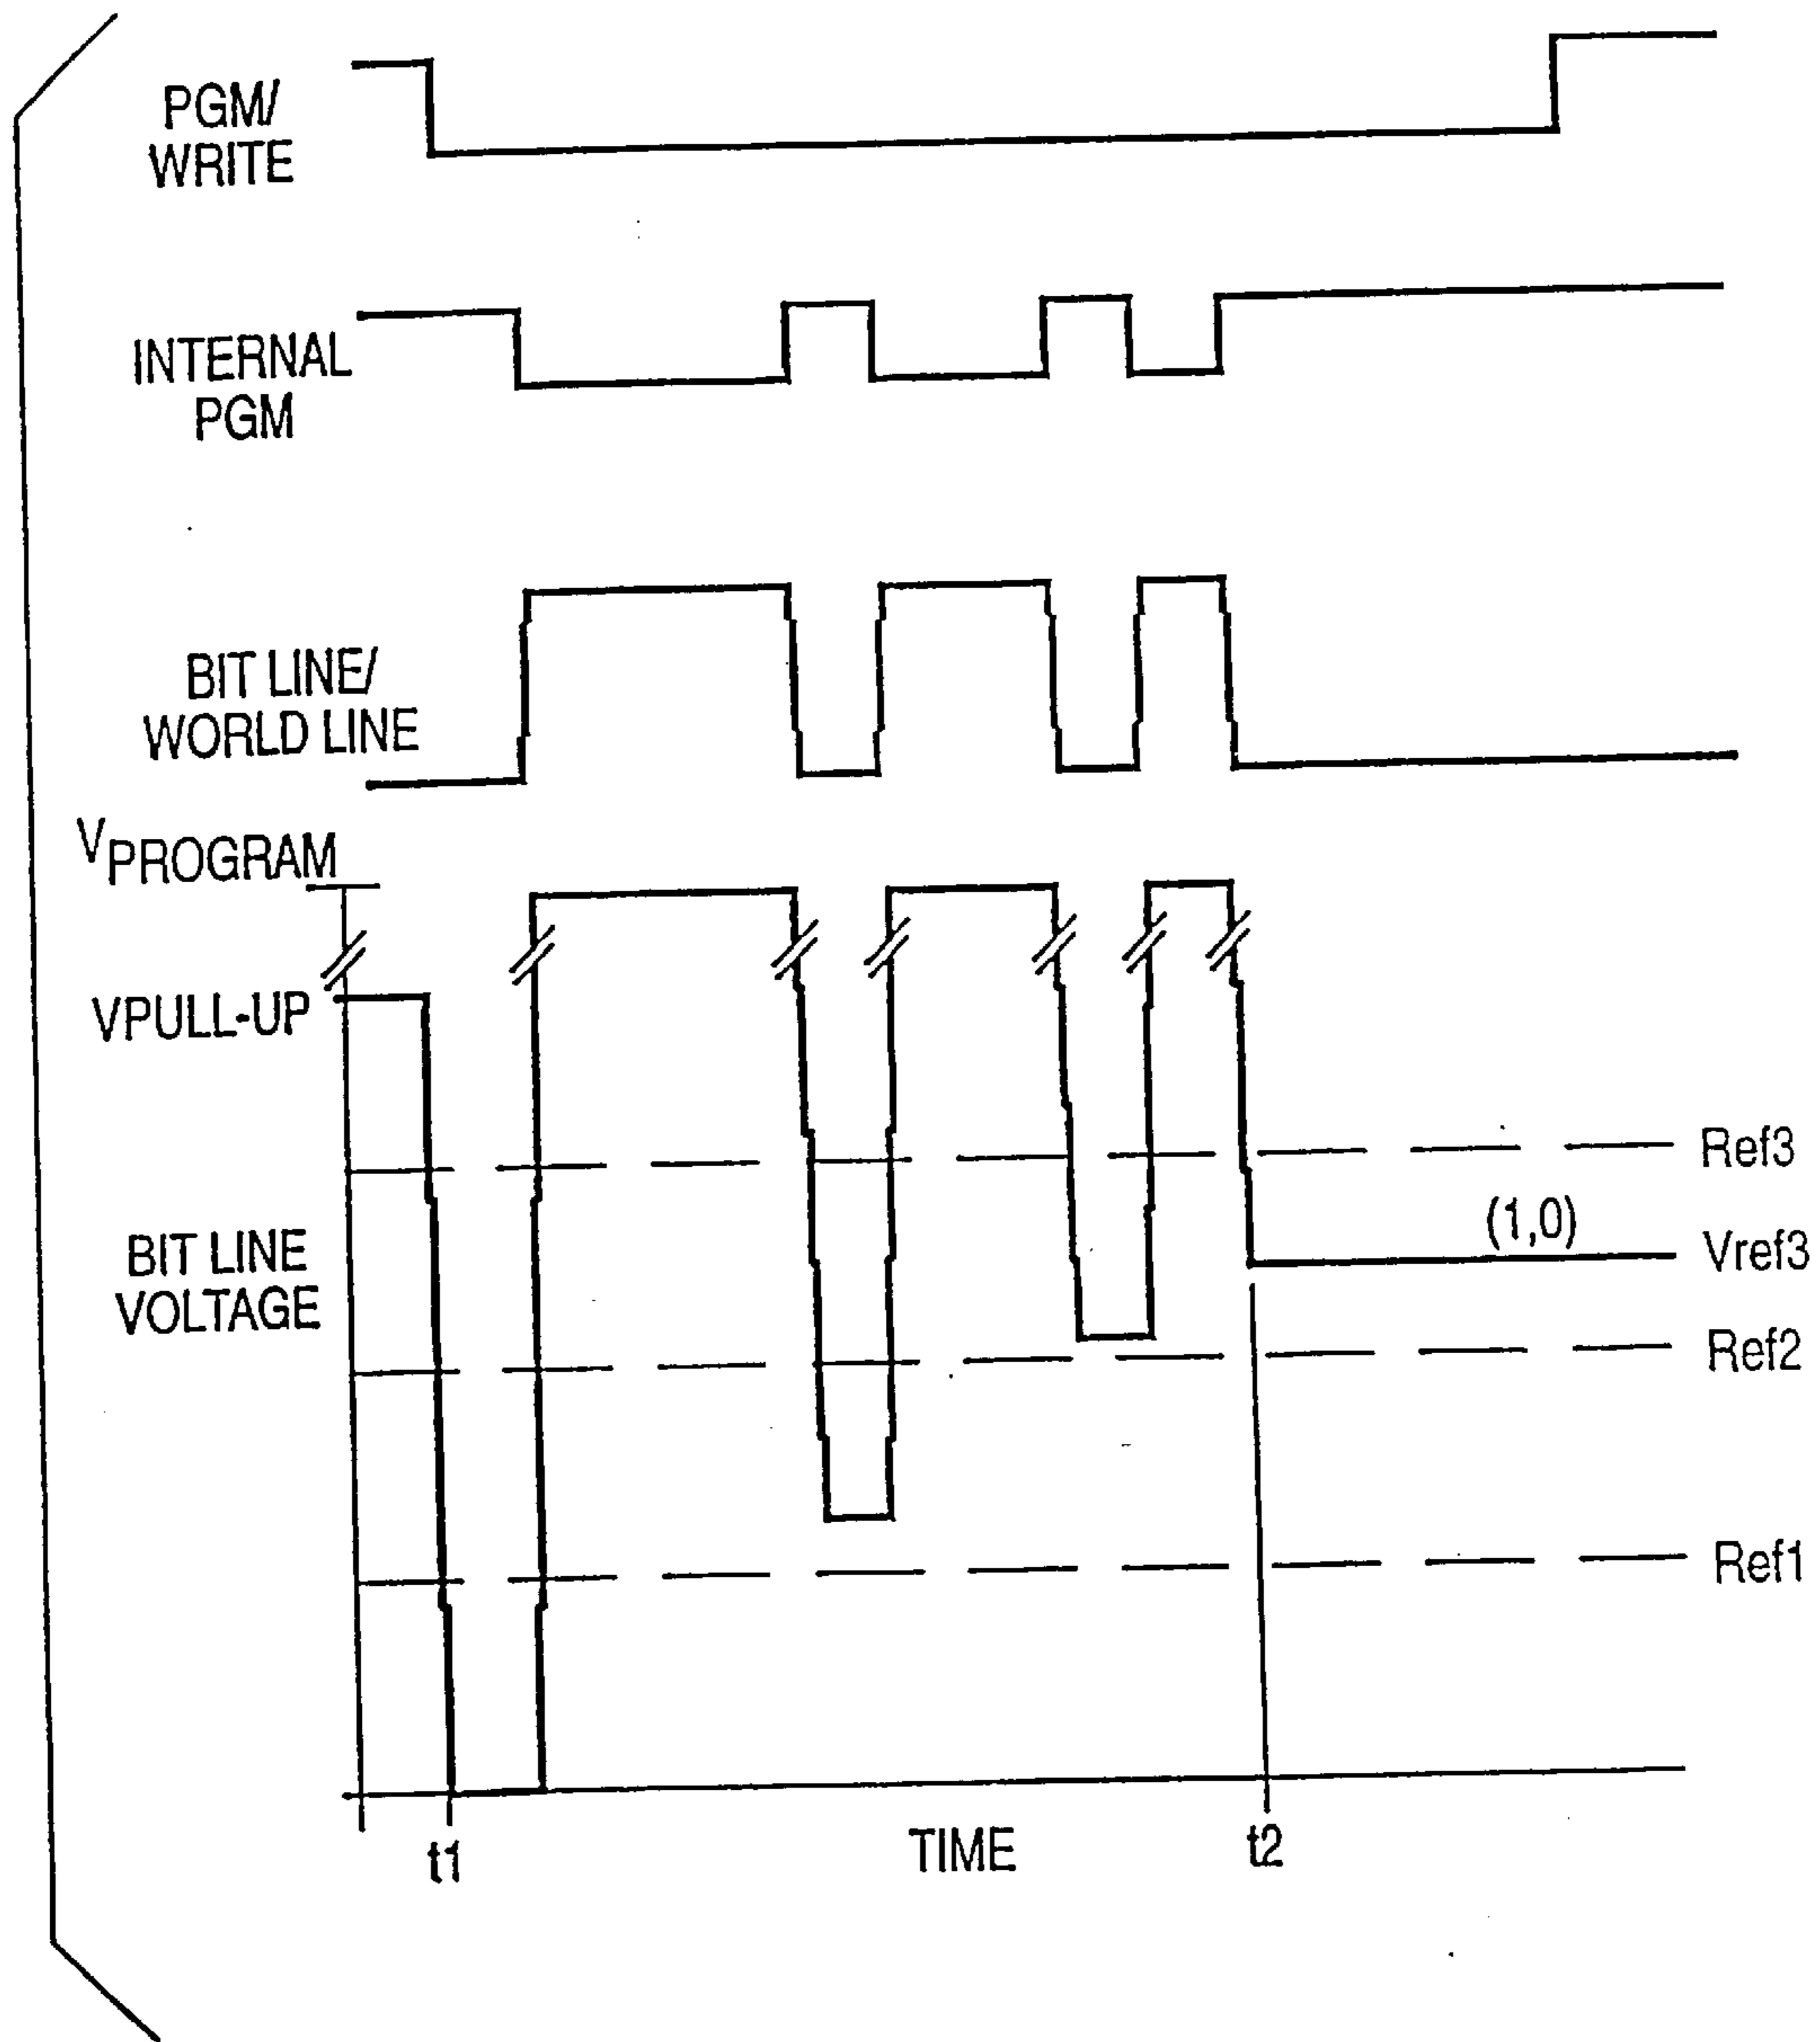 PGM/
WRITE
INTERNAL
PGM
BIT LINE/
WORLD LINE
VPROGRAM
VPULL-UP
Ref3
(1,0)
Vref3
BIT LINE
VOLTAGE
Ref2
Ref1
t1
TIME
t2